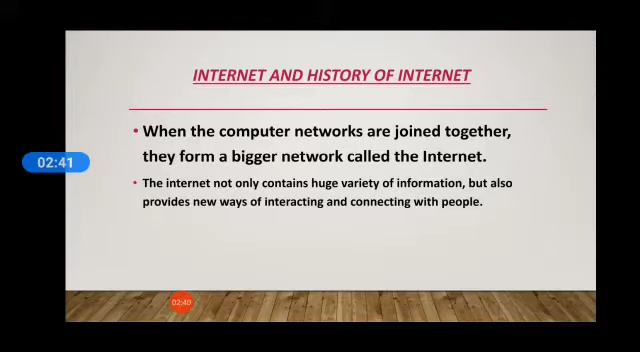 INTERNET AND HISTORY OF INTERNET
• When the computer networks are joined together,
they form a bigger network called the Internet.
02:41
• The internet not only contains huge variety of information, but also
provides new ways of interacting and connecting with people.
02:40